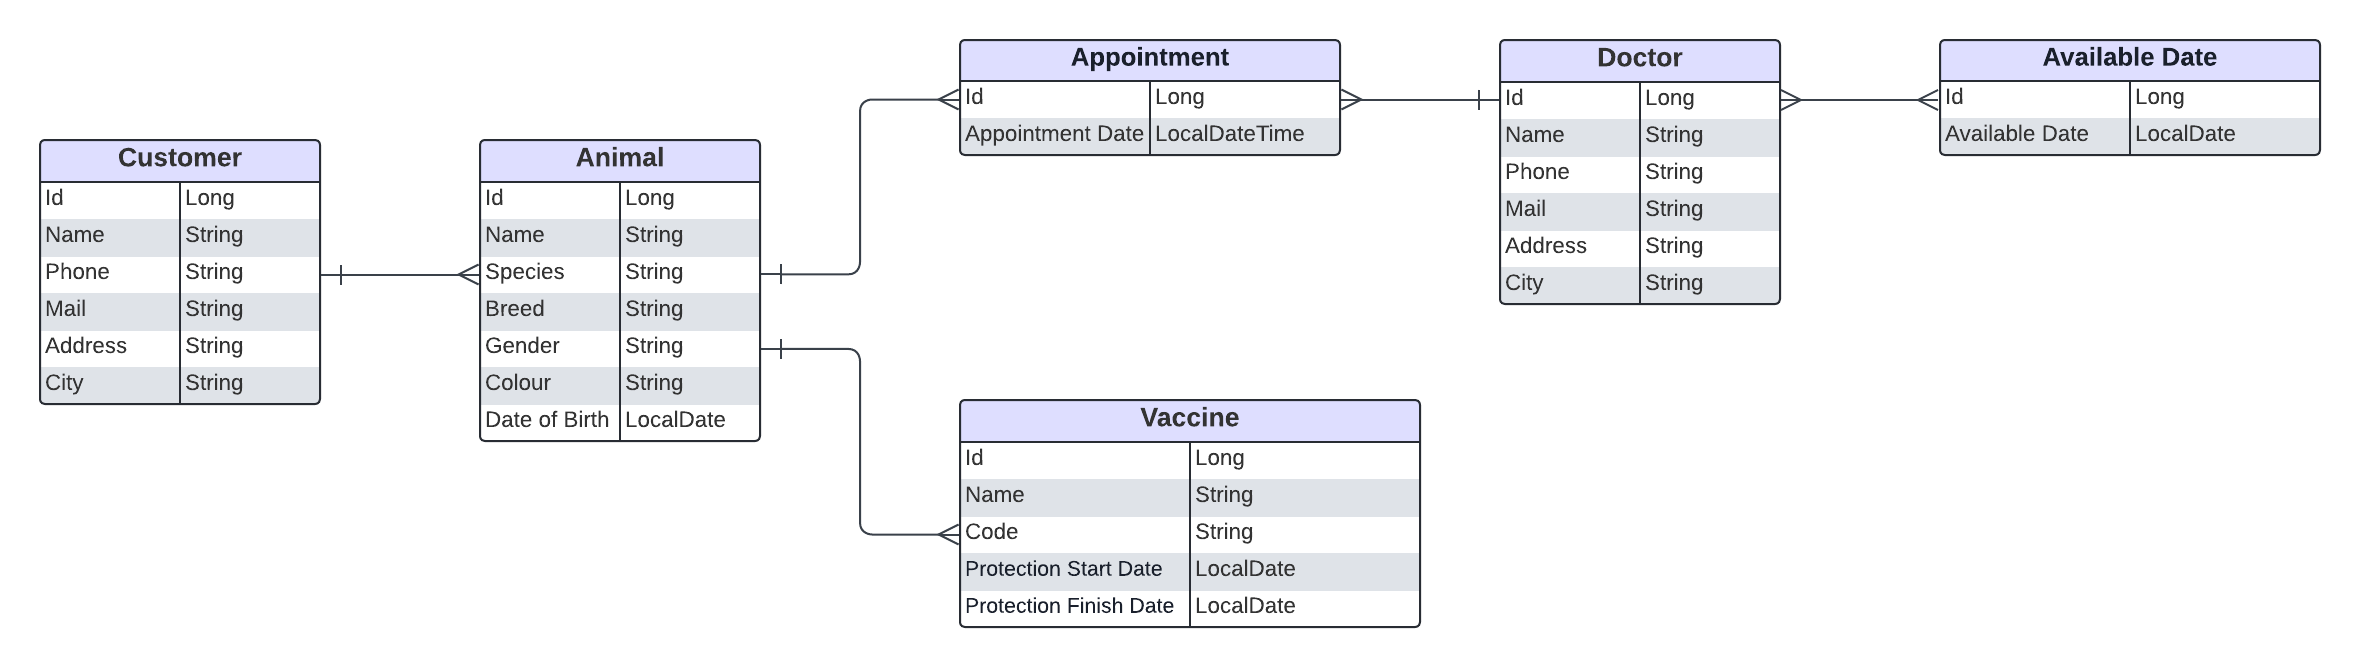 Customer
Id Long
Name String
Phone String
Mail String
Address String
City String
Animal
Id Long
Name String
Species String
Breed String
Gender String
Colour String
Date of Birth LocalDate
Appointment
Id Long
Appointment Date LocalDateTime
Doctor
Id Long
Name String
Phone String
Mail String
Address String
City String
Available Date
Id Long
Available Date LocalDate
Vaccine
Id Long
Name String
Code String
Protection Start Date LocalDate
Protection Finish Date LocalDate